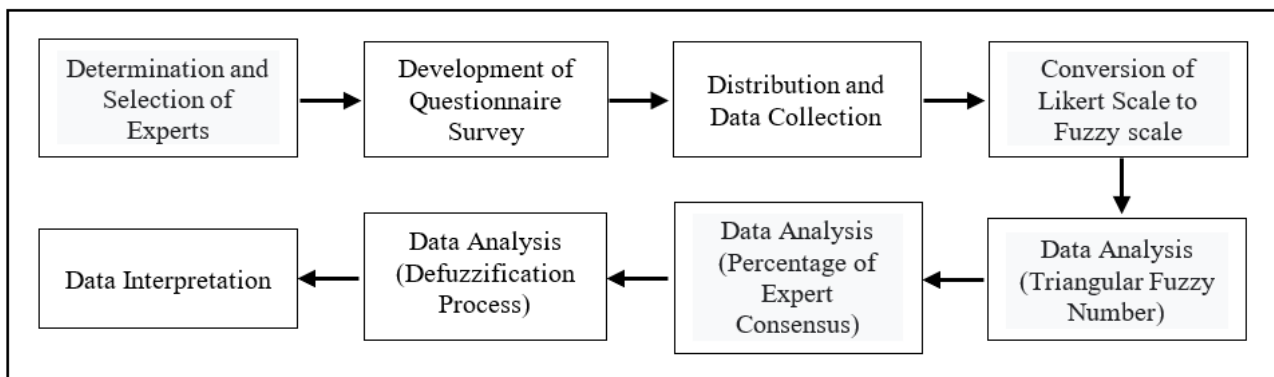 Determination and
Selection of
Experts
Development of
Questionnaire
Survey
Distribution and
Data Collection
Conversion of
Likert Scale to
Fuzzy scale
Data Analysis
(Triangular Fuzzy
Number)
Data Analysis
(Percentage of
Expert
Consensus)
Data Analysis
(Defuzzification
Process)
Data Interpretation